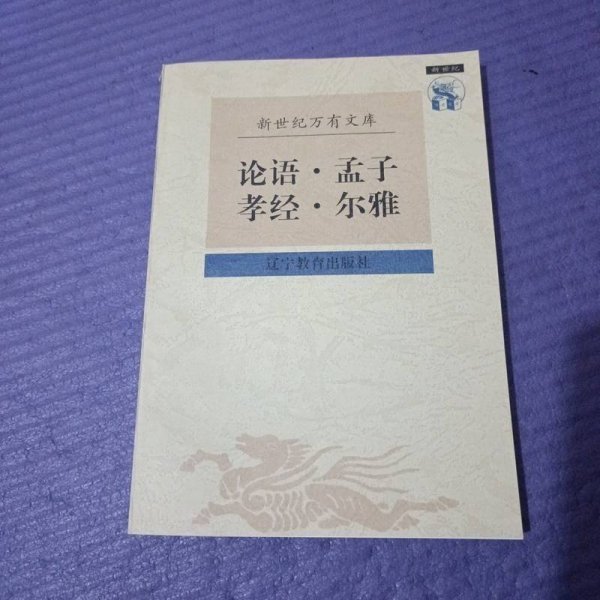 新世纪
新世纪万有文库
论语·孟子
孝经·尔雅
辽宁教育出版社